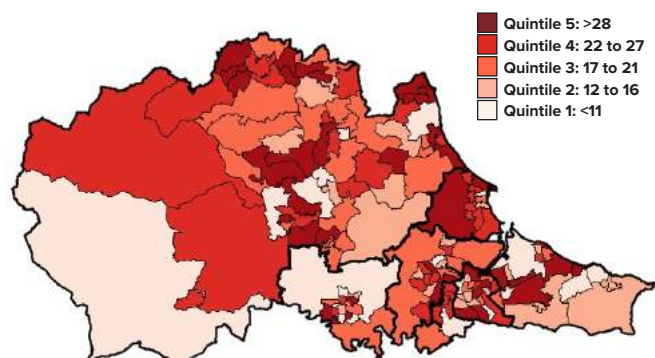 Quintile 5: >28
Quintile 4: 22 to 27
Quintile 3: 17 to 21
Quintile 2: 12 to 16
Quintile 1: <11